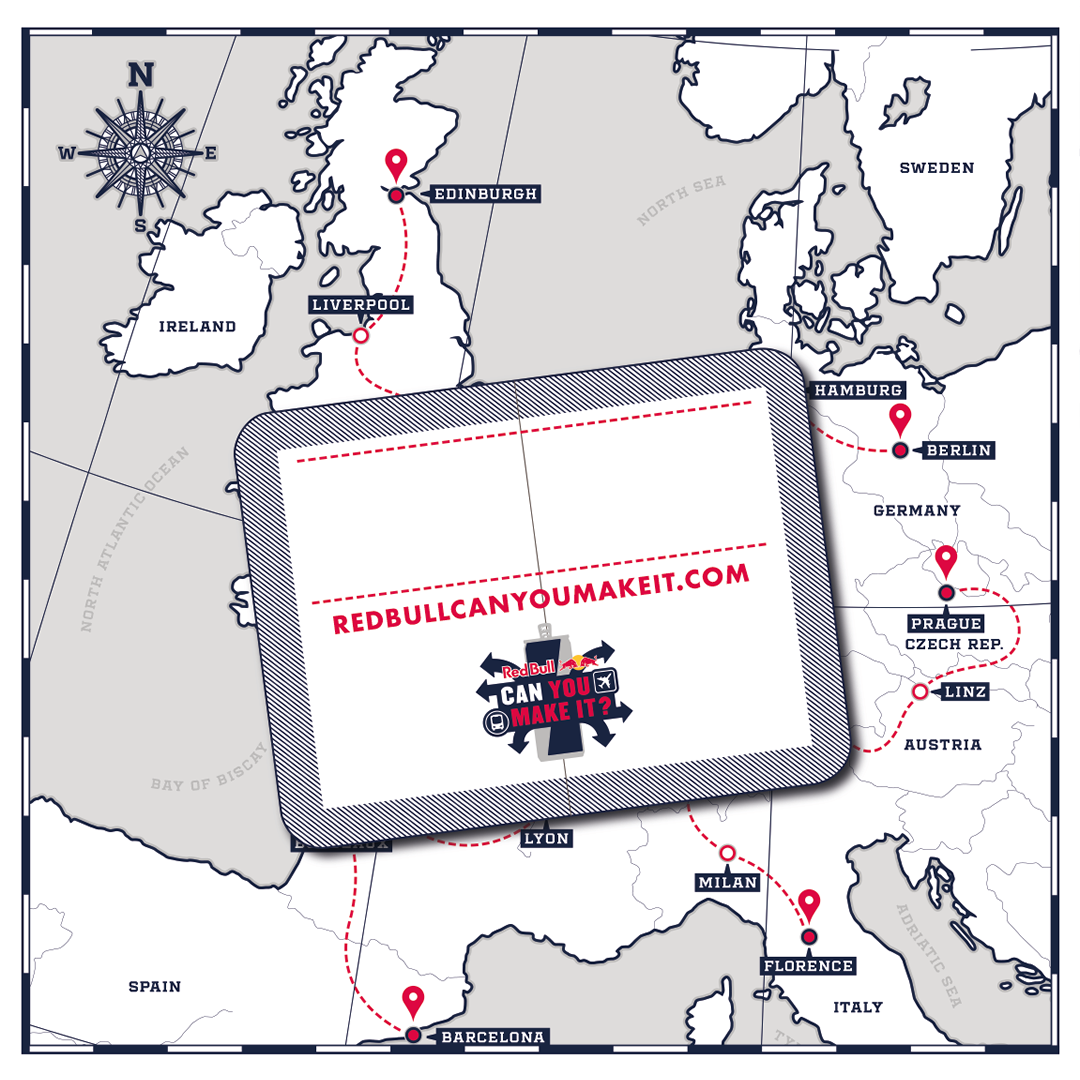 N
W
E
S
SWEDEN
NORTH SEA
EDINBURGH
LIVERPOOL
IRELAND
HAMBURG
BERLIN
NORTH ATLANTIC OCEAN
GERMANY
REDBULLCANYOUMAKEIT.COM
PRAGUE
CZECH REP.
Red Bull
CAN YOU
MAKE IT?
LINZ
AUSTRIA
BAY OF BISCAY
LYON
MILAN
ADRIATIC SEA
FLORENCE
SPAIN
ITALY
BARCELONA